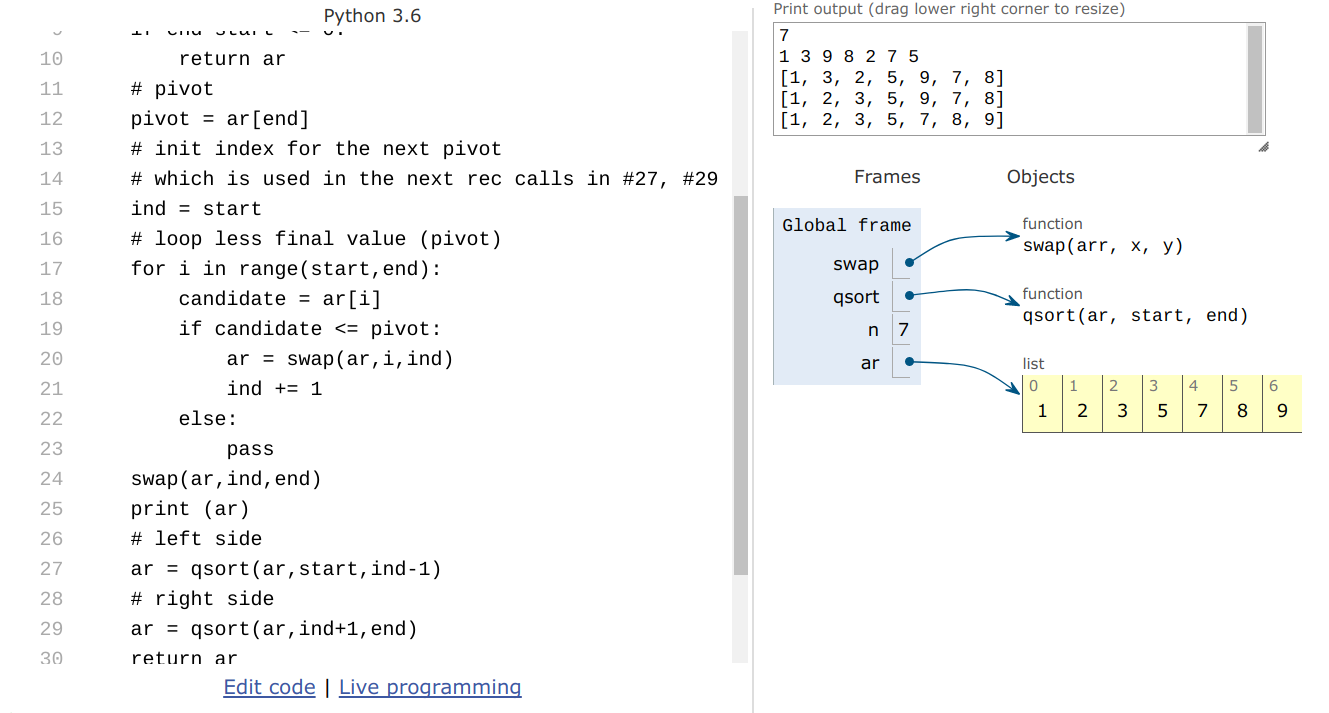 Python 3.6
10 return ar
11 # pivot
12 pivot = ar[end]
13 # init index for the next pivot
14 # which is used in the next rec calls in #27, #29
15 ind = start
16 # loop less final value (pivot)
17 for i in range(start,end):
18 candidate = ar[i]
19 if candidate <= pivot:
20 ar = swap(ar,i,ind)
21 ind += 1
22 else:
23 pass
24 swap(ar,ind,end)
25 print (ar)
26 # left side
27 ar = qsort(ar,start,ind-1)
28 # right side
29 ar = qsort(ar,ind+1,end)
30 return ar
Edit code | Live programming
Print output (drag lower right corner to resize)
7
1 3 9 8 2 7 5
[1, 3, 2, 5, 9, 7, 8]
[1, 2, 3, 5, 9, 7, 8]
[1, 2, 3, 5, 7, 8, 9]
Frames Objects
Global frame
swap
qsort
n 7
ar
function
swap(arr, x, y)
function
qsort(ar, start, end)
list
0 1 2 3 4 5 6
1 2 3 5 7 8 9